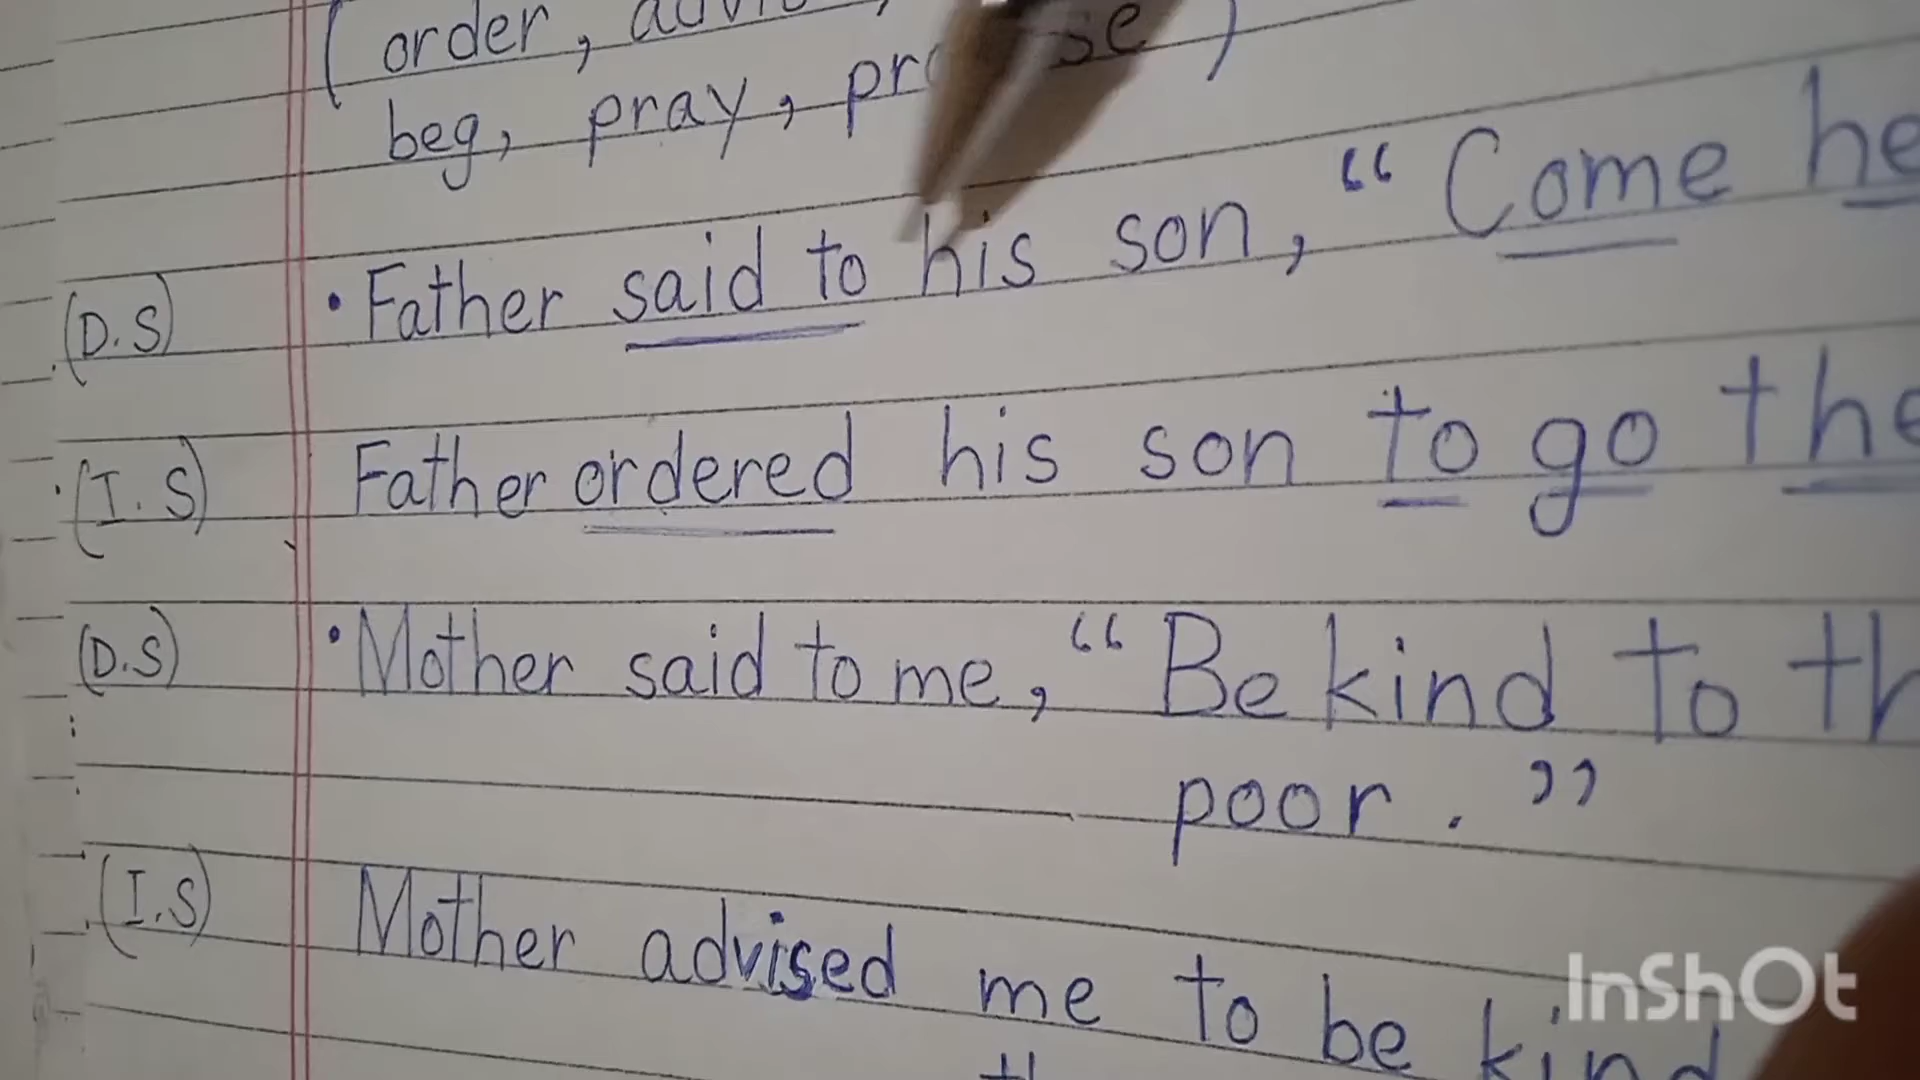 (order,
beg, pray,
(D.S) • Father said to his son, “Come
(I.S) Father ordered his son to go
(D.S) • Mother said to me, “Be kind to
poor.”
(I.S) Mother advised me to be kind
InShOt